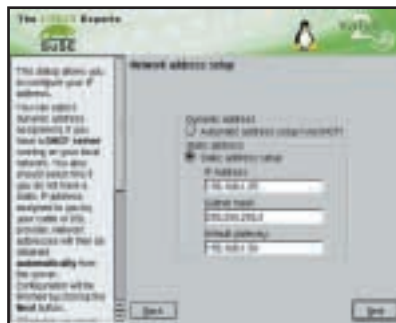 The Experts
SuSE
This dialog allows you
to configure your IP
address.
You can select
dynamic address
assignment, if you
have a DHCP server
running on your local
network. You also
should select this if
you do not have a
static IP address
assigned to you by
your cable or DSL
provider. Network
addresses will then be
obtained
automatically from
the server.
Configuration will be
finished by clicking the
Next button.
Network address setup
Dynamic address
Automatic address setup (via DHCP)
Static address
Static address setup
IP Address
Subnet mask
Default gateway
Back
Next